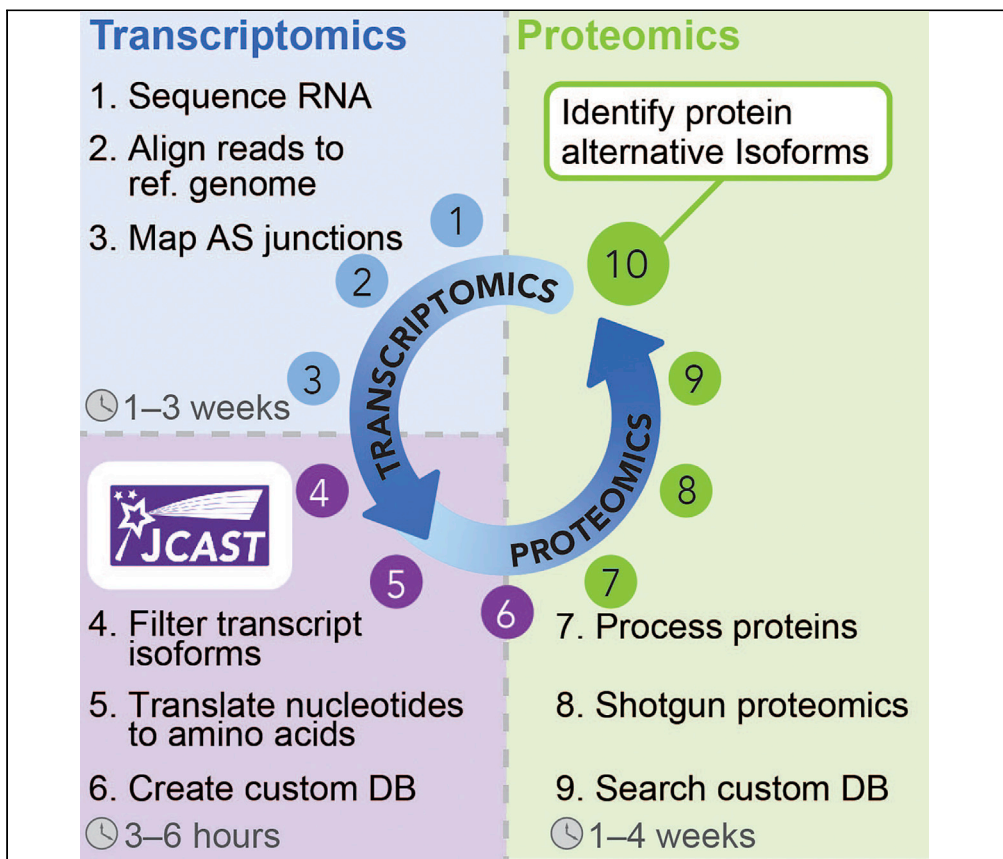 Transcriptomics
1. Sequence RNA
2. Align reads to
ref. genome
3. Map AS junctions
1–3 weeks
Proteomics
Identify protein
alternative Isoforms
1
2
3
4
5
6
7
8
9
10
TRANSCRIPTOMICS
PROTEOMICS
JCAST
4. Filter transcript
isoforms
5. Translate nucleotides
to amino acids
6. Create custom DB
3–6 hours
7. Process proteins
8. Shotgun proteomics
9. Search custom DB
1–4 weeks